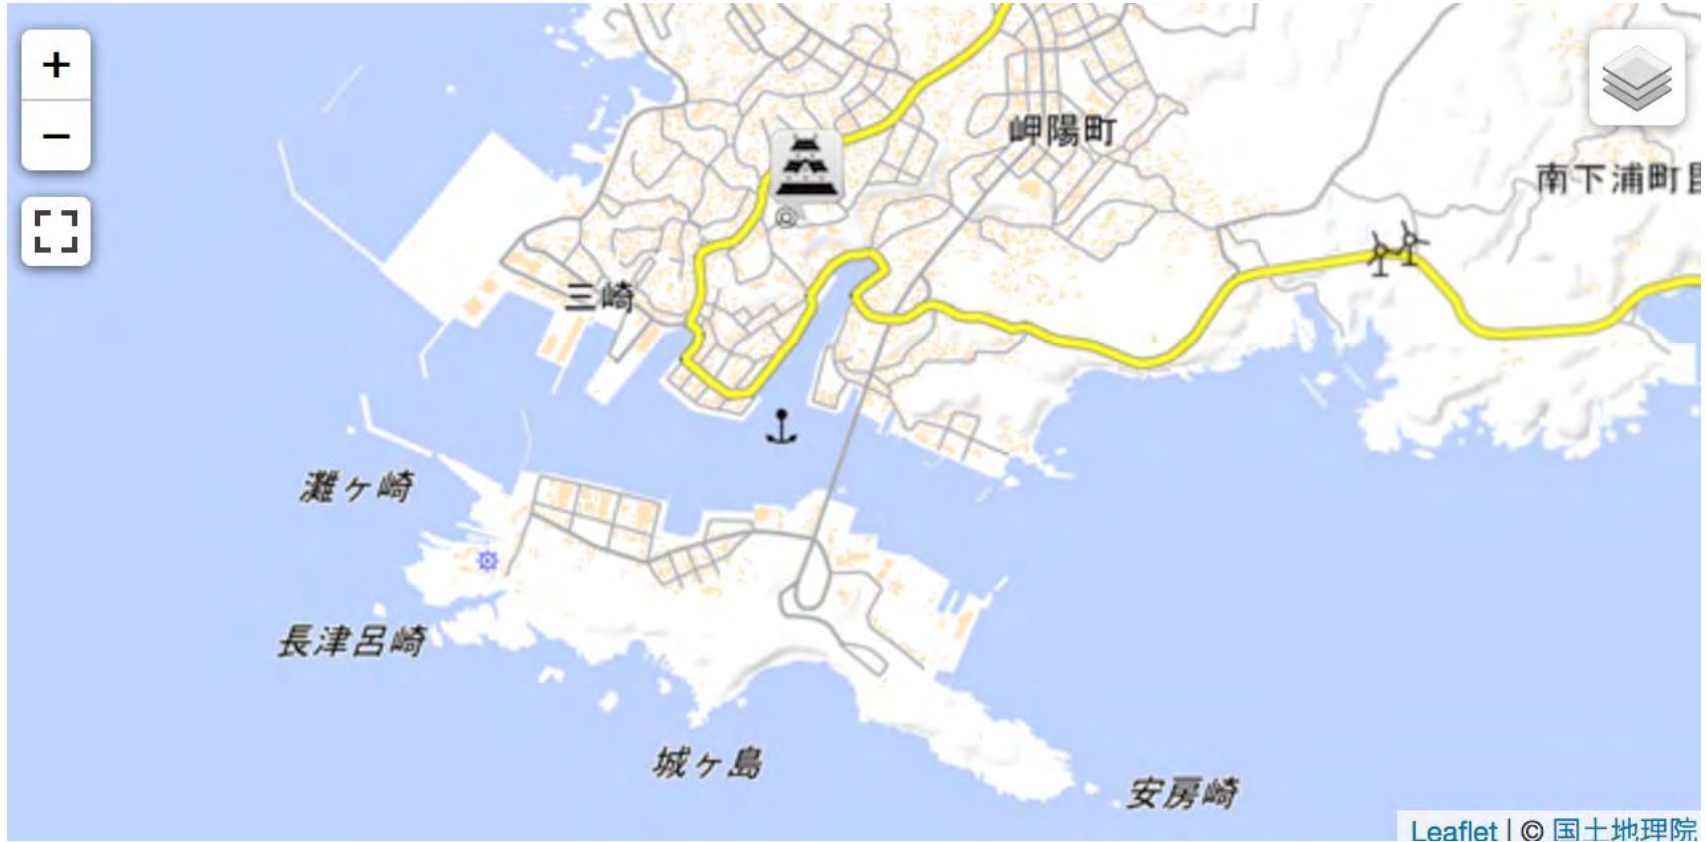 +
−
岬陽町
南下浦町
三崎
灘ヶ崎
長津呂崎
城ヶ島
安房崎
Leaflet | © 国土地理院